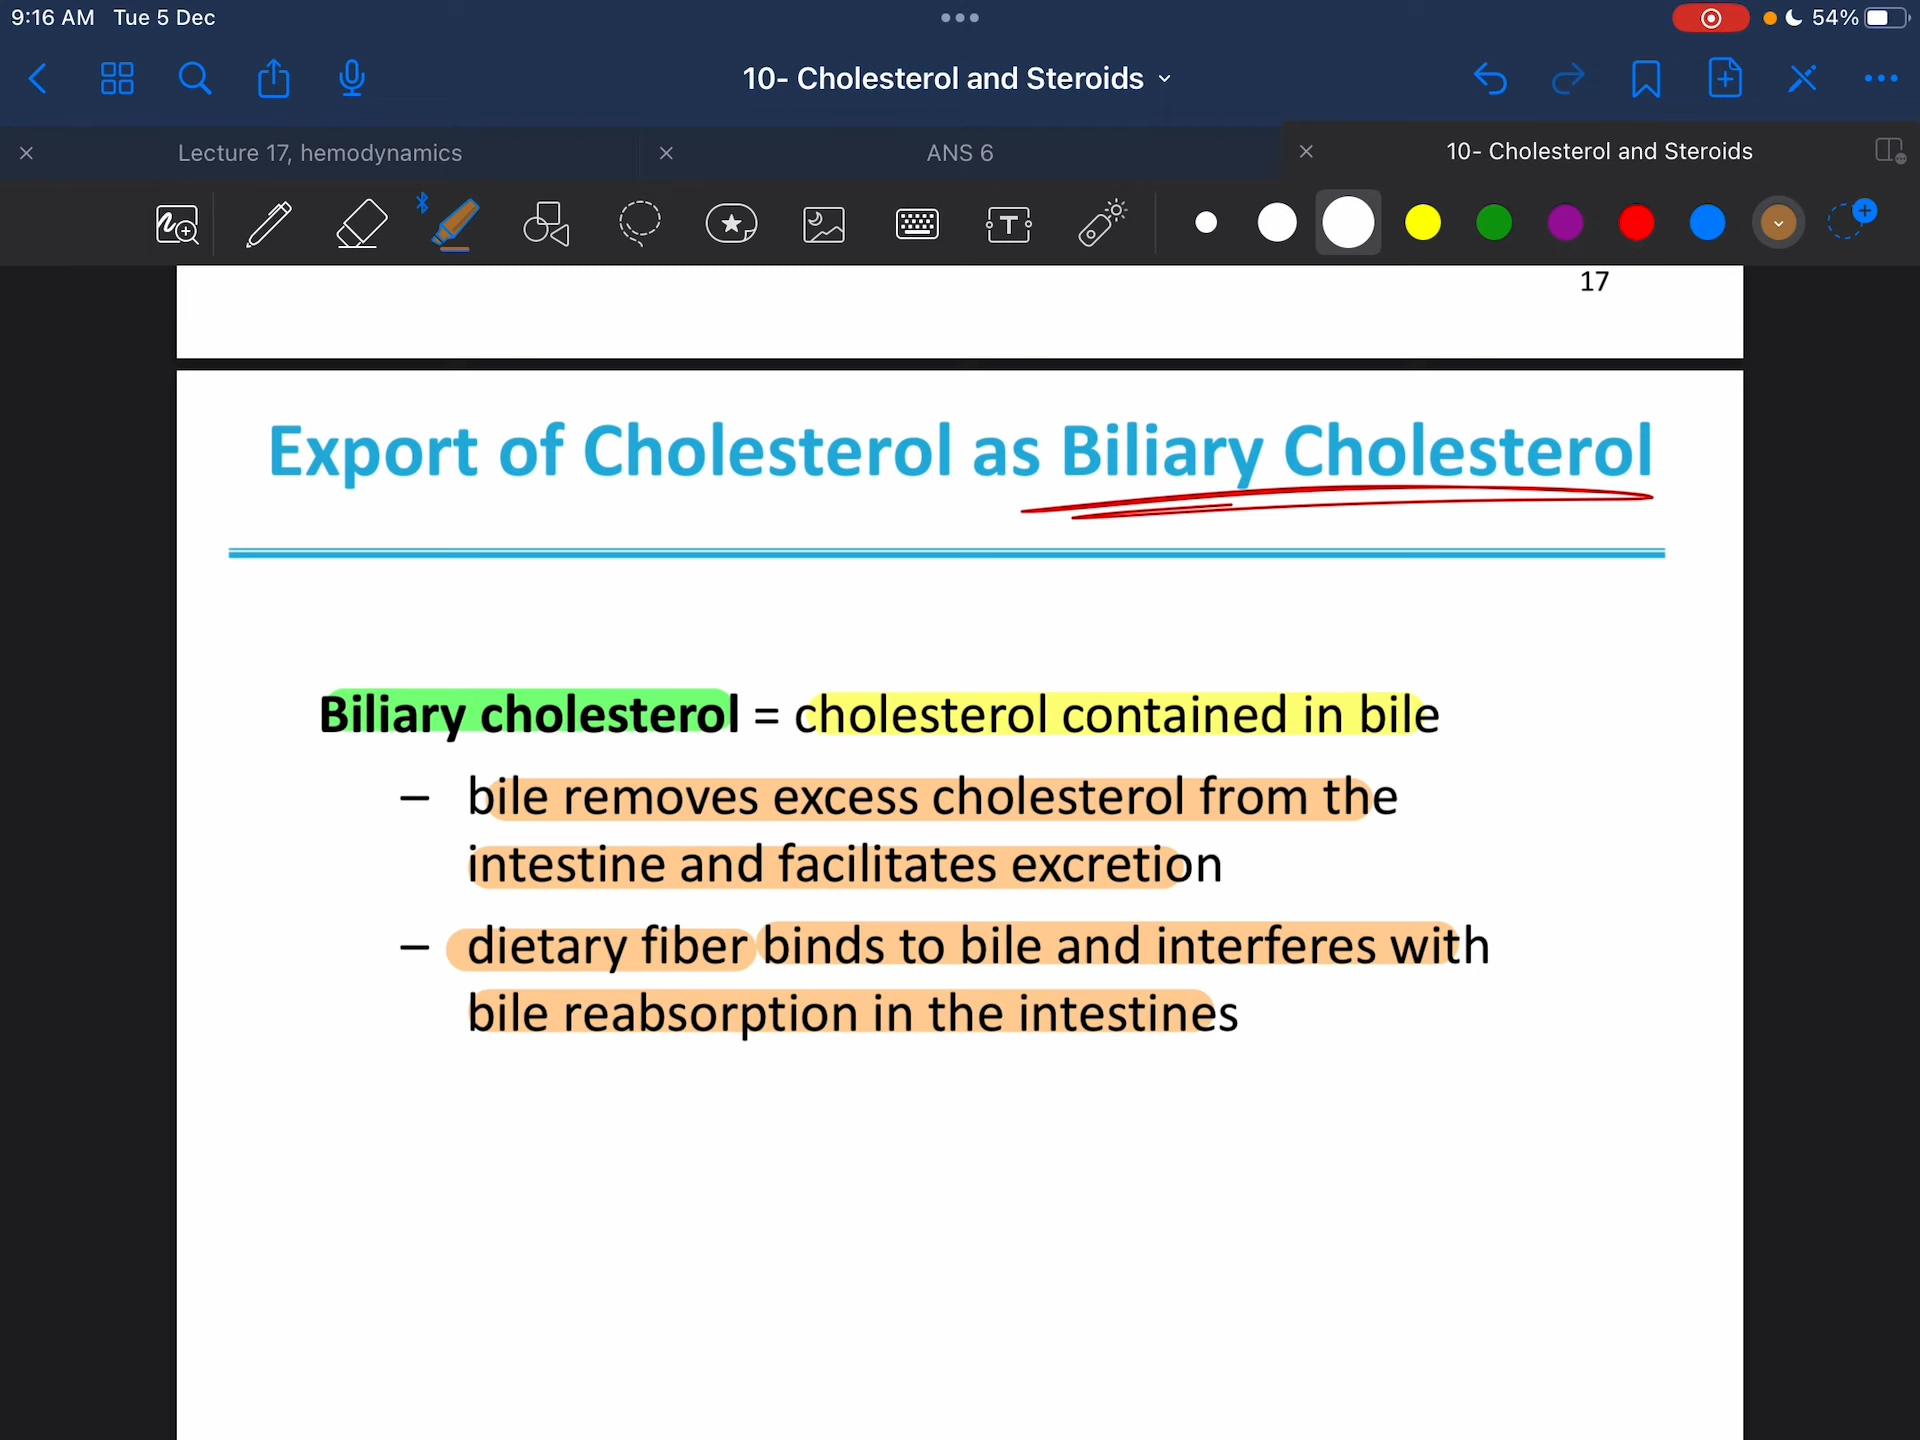 9:16 AM Tue 5 Dec
54%
10- Cholesterol and Steroids
Lecture 17, hemodynamics
ANS 6
10- Cholesterol and Steroids
17
Export of Cholesterol as Biliary Cholesterol
Biliary cholesterol = cholesterol contained in bile
– bile removes excess cholesterol from the
intestine and facilitates excretion
– dietary fiber binds to bile and interferes with
bile reabsorption in the intestines